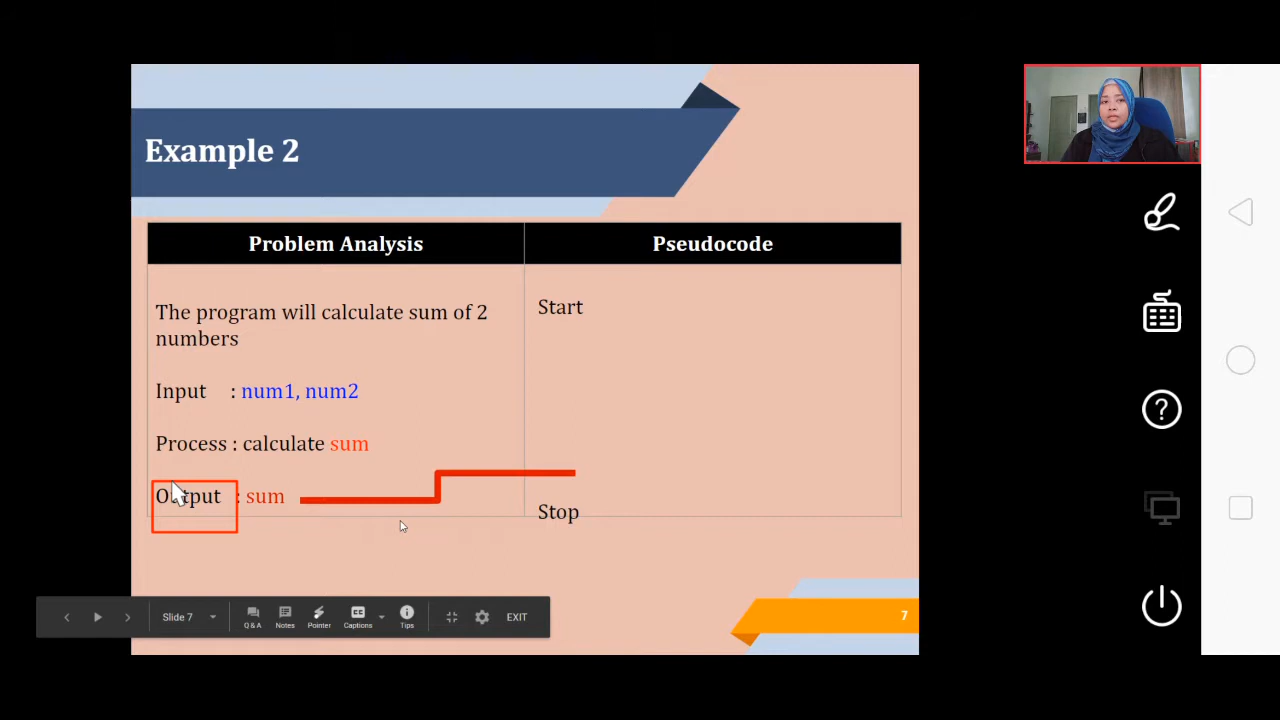 Example 2
Problem Analysis
Pseudocode
The program will calculate sum of 2
numbers
Input : num1, num2
Process : calculate sum
Output : sum
Start
Stop
7
Slide 7
Q & A
Notes
Pointer
CC
Captions
Tips
EXIT